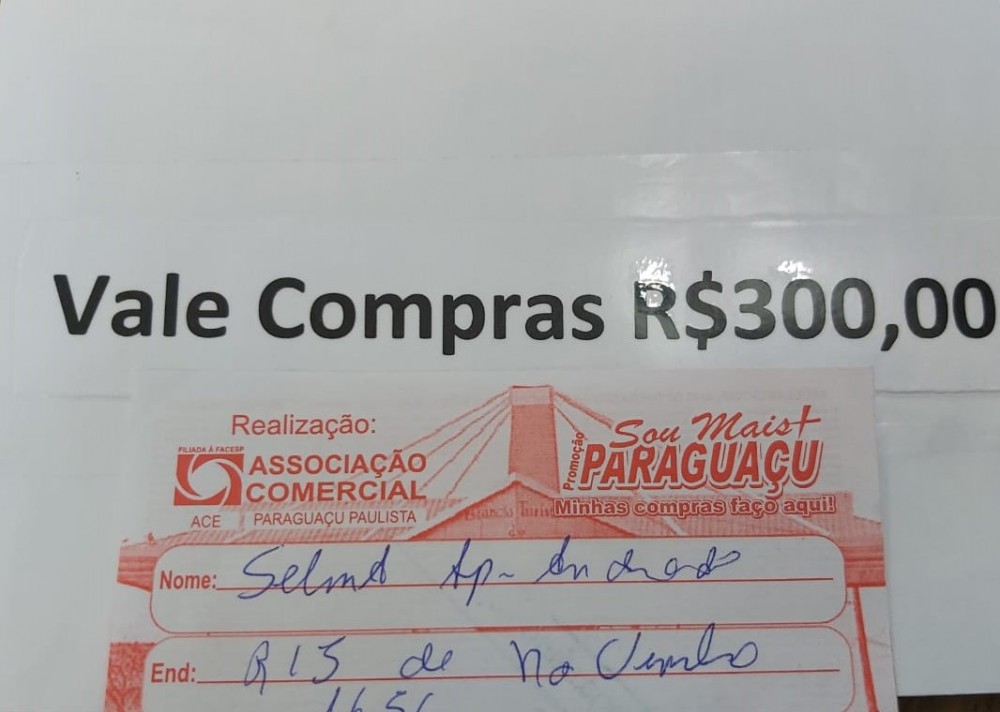 Vale Compras R$300,00
Realização:
FILIADA À FACESP
ASSOCIAÇÃO
COMERCIAL
ACE PARAGUAÇU PAULISTA
Promoção
Sou Mais+
PARAGUAÇU
Minhas compras faço aqui!
Nome: Selma Ap. Andrade
End: R 15 de Novembro